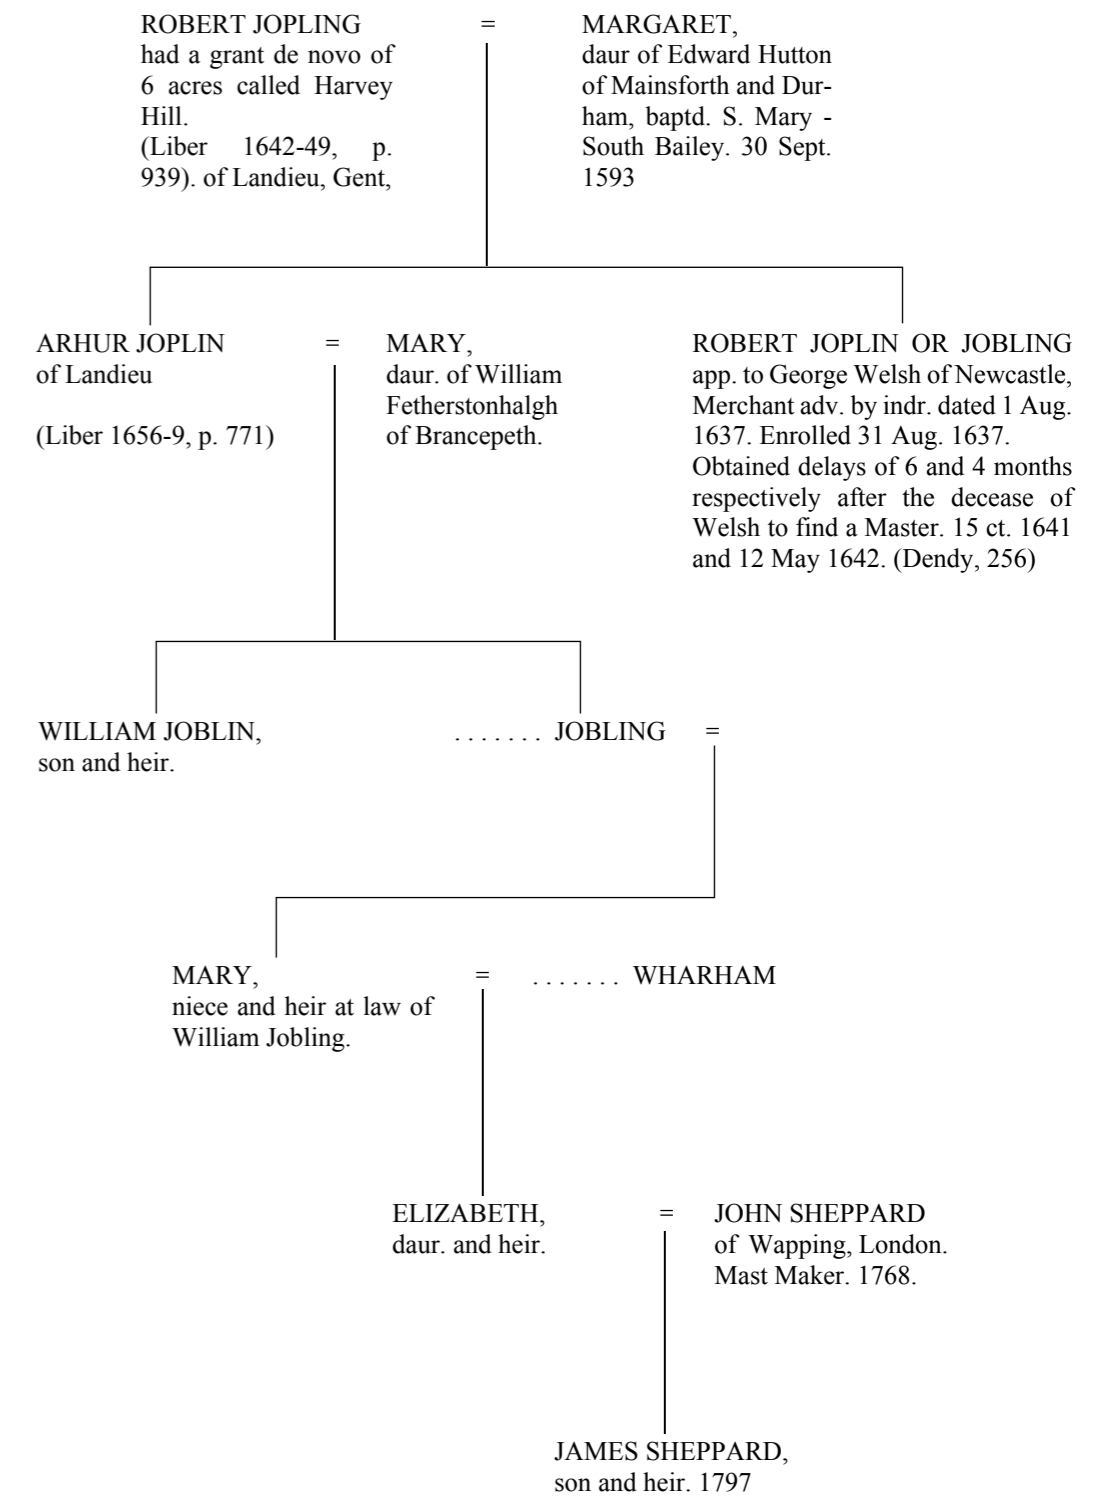 ROBERT JOPLING
had a grant de novo of
6 acres called Harvey
Hill.
(Liber 1642-49, p.
939). of Landieu, Gent,
=
MARGARET,
daur of Edward Hutton
of Mainsforth and Dur-
ham, baptd. S. Mary -
South Bailey. 30 Sept.
1593
ARHUR JOPLIN
of Landieu
(Liber 1656-9, p. 771)
=
MARY,
daur. of William
Fetherstonhalgh
of Brancepeth.
ROBERT JOPLIN OR JOBLING
app. to George Welsh of Newcastle,
Merchant adv. by indr. dated 1 Aug.
1637. Enrolled 31 Aug. 1637.
Obtained delays of 6 and 4 months
respectively after the decease of
Welsh to find a Master. 15 ct. 1641
and 12 May 1642. (Dendy, 256)
WILLIAM JOBLIN,
son and heir.
. . . . . . . JOBLING =
MARY,
niece and heir at law of
William Jobling.
=
. . . . . . . WHARHAM
ELIZABETH,
daur. and heir.
=
JOHN SHEPPARD
of Wapping, London.
Mast Maker. 1768.
JAMES SHEPPARD,
son and heir. 1797